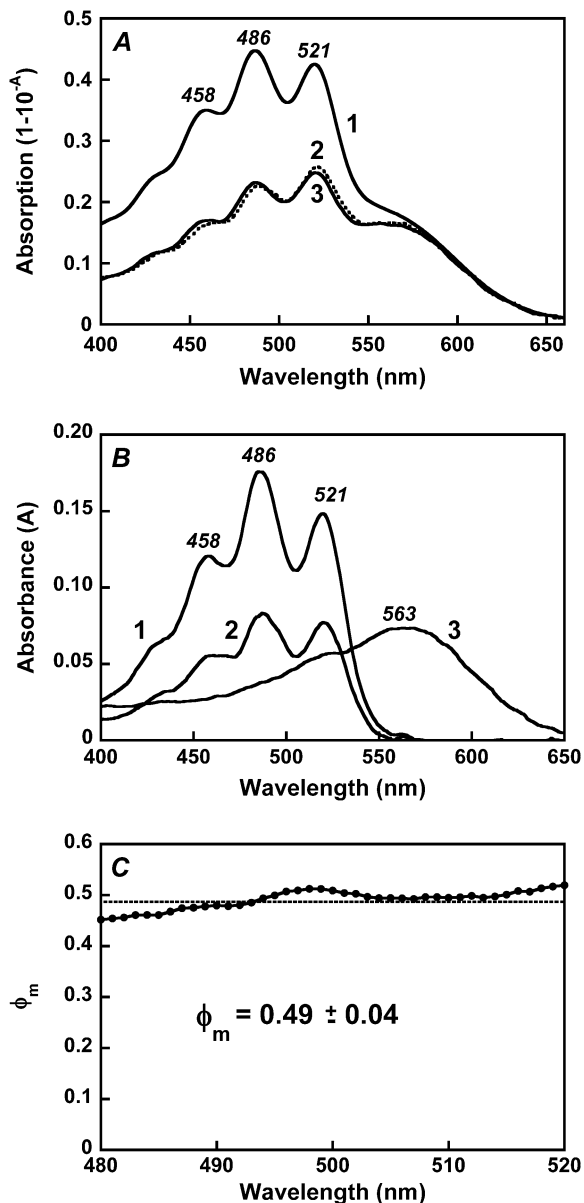 A
0.5
0.4
0.3
0.2
0.1
0
Absorption (1-10^-A)
458
486
521
1
2
3
400 450 500 550 600 650
Wavelength (nm)
B
0.20
0.15
0.10
0.05
0
Absorbance (A)
458
486
521
563
1
2
3
400 450 500 550 600 650
Wavelength (nm)
C
0.6
0.5
0.4
0.3
0.2
0.1
0
ϕm
ϕm = 0.49 ± 0.04
480 490 500 510 520
Wavelength (nm)